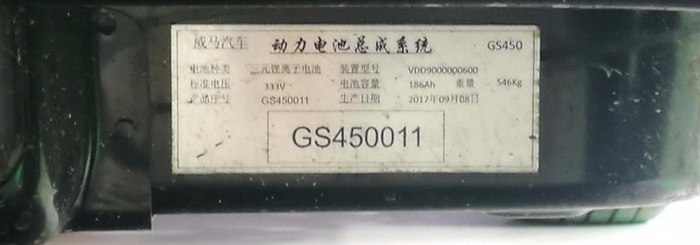 威马汽车 动力电池总成系统 GS450
电池种类 三元锂离子电池 装置型号 VDD9000000600
标准电压 333V 电池容量 186Ah 重量 546Kg
产品序号 GS450011 生产日期 2017年09月08日
GS450011